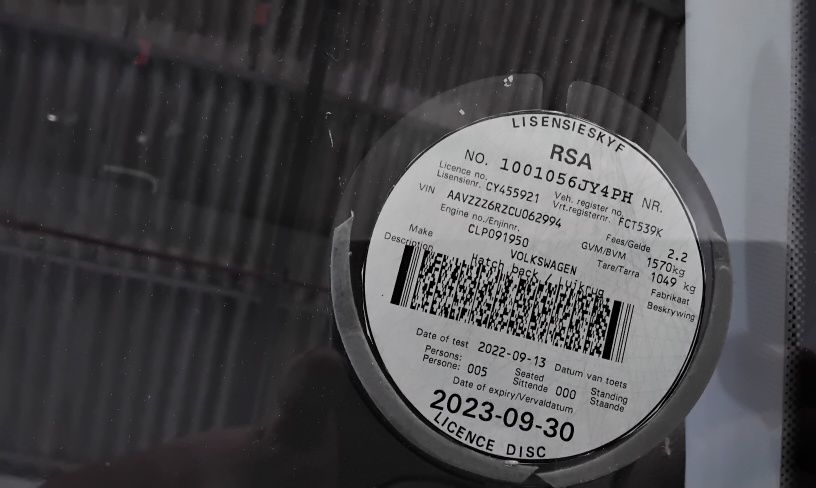 LISENSIESKYF
RSA
NO. 1001056JY4PH NR.
Licence no. Lisensienr. CY455921 Veh. register no. Vrt.registernr. FCT539K
VIN AAVZZZ6RZCU062994 Fees/Gelde 2.2
Engine no./Enjinnr. CLP091950 GVM/BVM 1570kg
Tare/Tarra 1049 kg
Make VOLKSWAGEN Fabrikaat
Description Hatch back / Luikrug Beskrywing
Date of test 2022-09-13 Datum van toets
Persons: Persone: 005 Seated Sittende 000 Standing Staande
Date of expiry/Vervaldatum
2023-09-30
LICENCE DISC